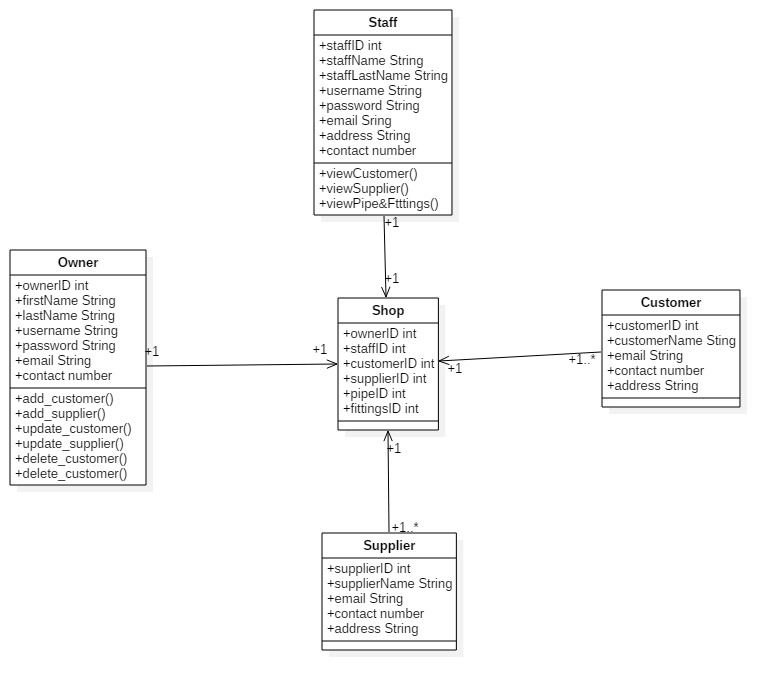 Staff
+staffID int
+staffName String
+staffLastName String
+username String
+password String
+email Sring
+address String
+contact number
+viewCustomer()
+viewSupplier()
+viewPipe&Ftttings()
+1
+1
Owner
+ownerID int
+firstName String
+lastName String
+username String
+password String
+email String
+contact number
+add_customer()
+add_supplier()
+update_customer()
+update_supplier()
+delete_customer()
+delete_customer()
+1
+1
Shop
+ownerID int
+staffID int
+customerID int
+supplierID int
+pipeID int
+fittingsID int
+1
+1..*
Customer
+customerID int
+customerName Sting
+email String
+contact number
+address String
+1
+1..*
Supplier
+supplierID int
+supplierName String
+email String
+contact number
+address String